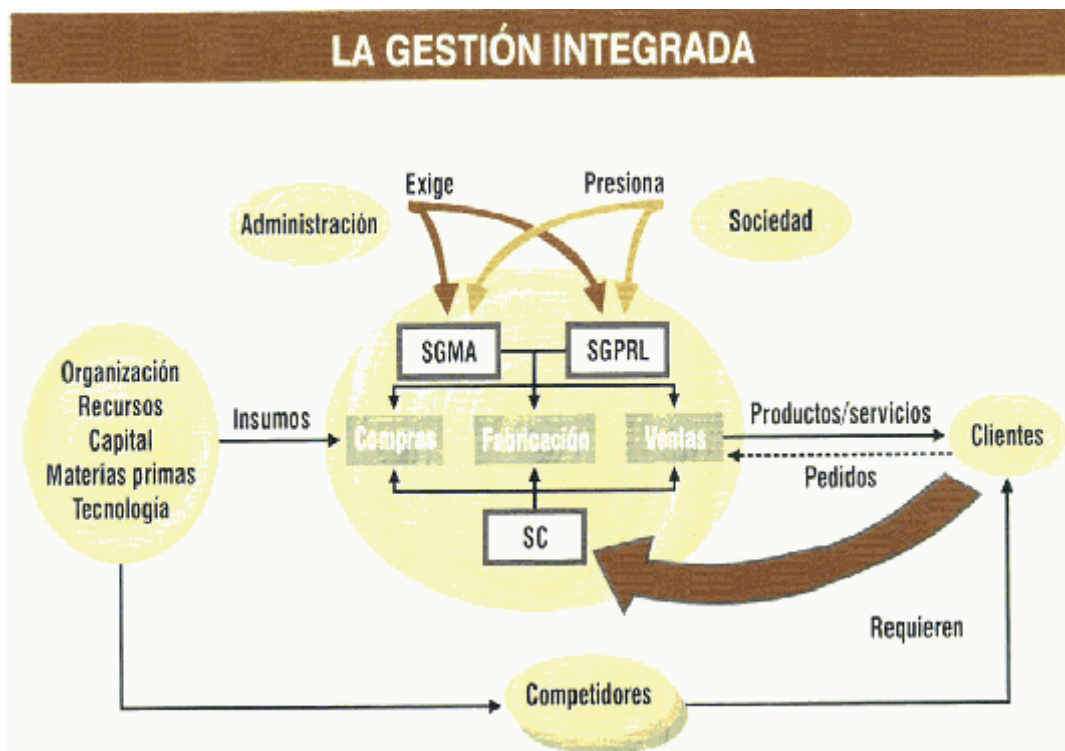 LA GESTIÓN INTEGRADA
Exige
Presiona
Administración
Sociedad
SGMA
SGPRL
Organización
Recursos
Capital
Materias primas
Tecnología
Insumos
Compras
Fabricación
Ventas
Productos/servicios
Pedidos
Clientes
SC
Requieren
Competidores